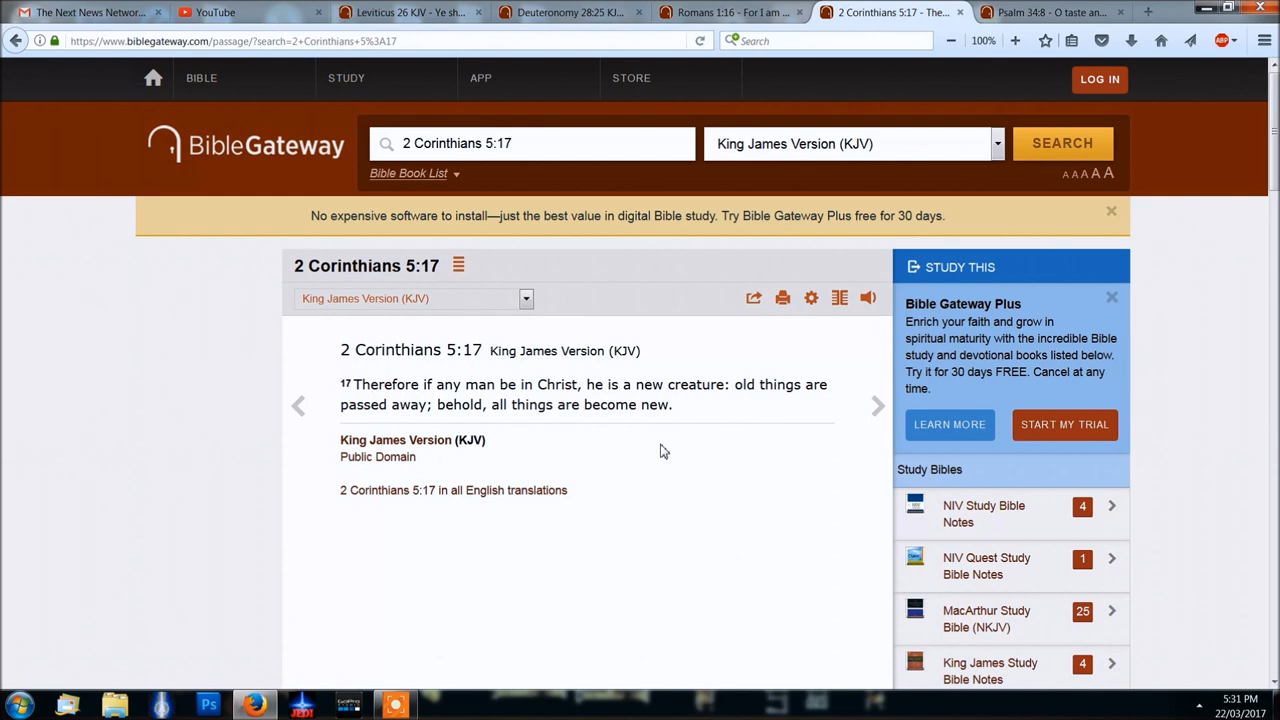 The Next News Network...
YouTube
Leviticus 26 KJV - Ye sh...
Deuteronomy 28:25 KJ...
Romans 1:16 - For I am ...
2 Corinthians 5:17 - The...
Psalm 34:8 - O taste an...
https://www.biblegateway.com/passage/?search=2+Corinthians+5%3A17
Search
100%
ABP
BIBLE
STUDY
APP
STORE
LOG IN
BibleGateway
2 Corinthians 5:17
King James Version (KJV)
SEARCH
Bible Book List
A A A A A
No expensive software to install—just the best value in digital Bible study. Try Bible Gateway Plus free for 30 days.
2 Corinthians 5:17
King James Version (KJV)
2 Corinthians 5:17 King James Version (KJV)
17 Therefore if any man be in Christ, he is a new creature: old things are
passed away; behold, all things are become new.
King James Version (KJV)
Public Domain
2 Corinthians 5:17 in all English translations
STUDY THIS
Bible Gateway Plus
Enrich your faith and grow in
spiritual maturity with the incredible Bible
study and devotional books listed below.
Try it for 30 days FREE. Cancel at any
time.
LEARN MORE
START MY TRIAL
Study Bibles
NIV Study Bible
Notes
4
NIV Quest Study
Bible Notes
1
MacArthur Study
Bible (NKJV)
25
King James Study
Bible Notes
4
Ps
JEDI
5:31 PM
22/03/2017